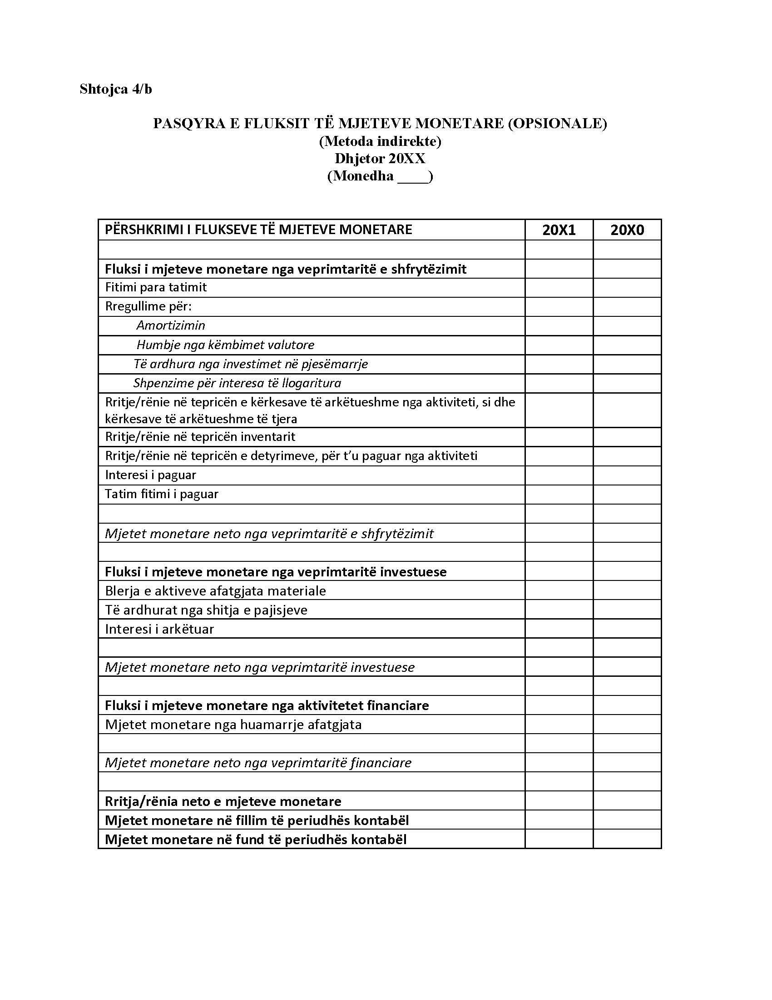 Shtojca 4/b
PASQYRA E FLUKSIT TË MJETEVE MONETARE (OPSIONALE)
(Metoda indirekte)
Dhjetor 20XX
(Monedha ____)
PËRSHKRIMI I FLUKSEVE TË MJETEVE MONETARE 20X1 20X0
Fluksi i mjeteve monetare nga veprimtaritë e shfrytëzimit
Fitimi para tatimit
Rregullime për:
Amortizimin
Humbje nga këmbimet valutore
Të ardhura nga investimet në pjesëmarrje
Shpenzime për interesa të llogaritura
Rritje/rënie në tepricën e kërkesave të arkëtueshme nga aktiviteti, si dhe
kërkesave të arkëtueshme të tjera
Rritje/rënie në tepricën inventarit
Rritje/rënie në tepricën e detyrimeve, për t’u paguar nga aktiviteti
Interesi i paguar
Tatim fitimi i paguar
Mjetet monetare neto nga veprimtaritë e shfrytëzimit
Fluksi i mjeteve monetare nga veprimtaritë investuese
Blerja e aktiveve afatgjata materiale
Të ardhurat nga shitja e pajisjeve
Interesi i arkëtuar
Mjetet monetare neto nga veprimtaritë investuese
Fluksi i mjeteve monetare nga aktivitetet financiare
Mjetet monetare nga huamarrje afatgjata
Mjetet monetare neto nga veprimtaritë financiare
Rritja/rënia neto e mjeteve monetare
Mjetet monetare në fillim të periudhës kontabël
Mjetet monetare në fund të periudhës kontabël